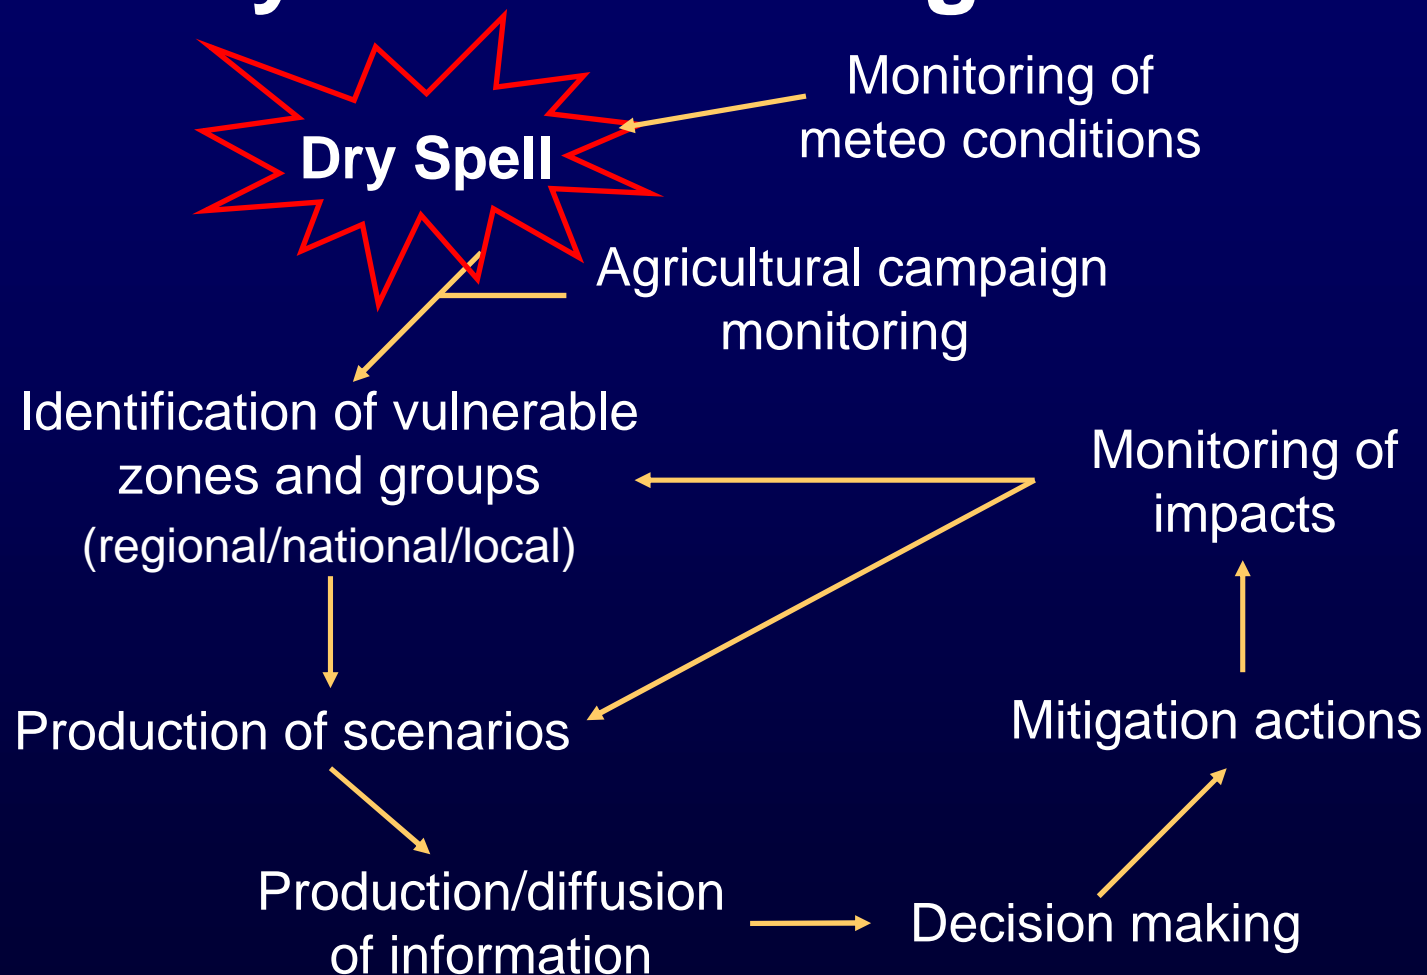 Monitoring of
meteo conditions
Dry Spell
Agricultural campaign
monitoring
Identification of vulnerable
zones and groups
(regional/national/local)
Monitoring of
impacts
Production of scenarios
Mitigation actions
Production/diffusion
of information
Decision making